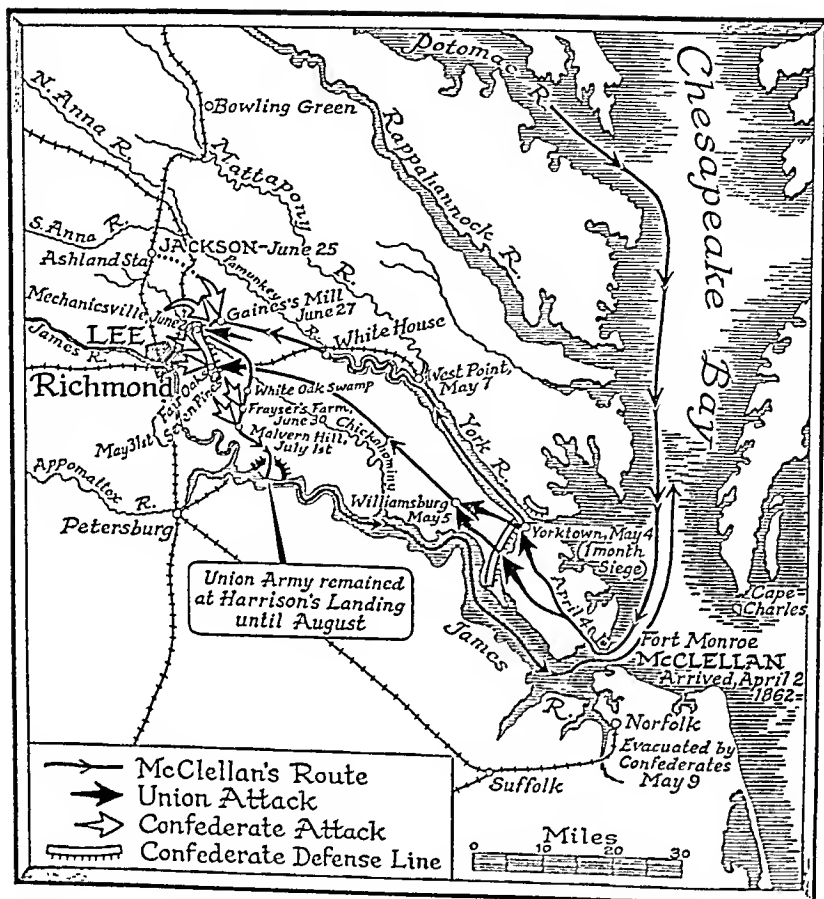 Potomac R.
Chesapeake Bay
N. Anna R.
Bowling Green
Mattapony R.
Rappahannock R.
S. Anna R.
JACKSON-June 25
Ashland Sta.
Pamunkey R.
Mechanicsville, June
Gaines's Mill
June 27
LEE
James R.
White House
Richmond
Fair Oaks
Seven Pines
May 31st
West Point,
May 7
White Oak Swamp
Frayser's Farm,
June 30
Malvern Hill,
July 1st
Chickahominy
York R.
Appomattox R.
Petersburg
Williamsburg
May 5
Yorktown, May 4
(1 month
Siege)
Union Army remained
at Harrison's Landing
until August
April 4
Cape
Charles
James R.
Fort Monroe
McCLELLAN
Arrived, April 2
1862
Norfolk
Evacuated by
Confederates
May 9
Suffolk
McClellan's Route
Union Attack
Confederate Attack
Confederate Defense Line
Miles
0 10 20 30